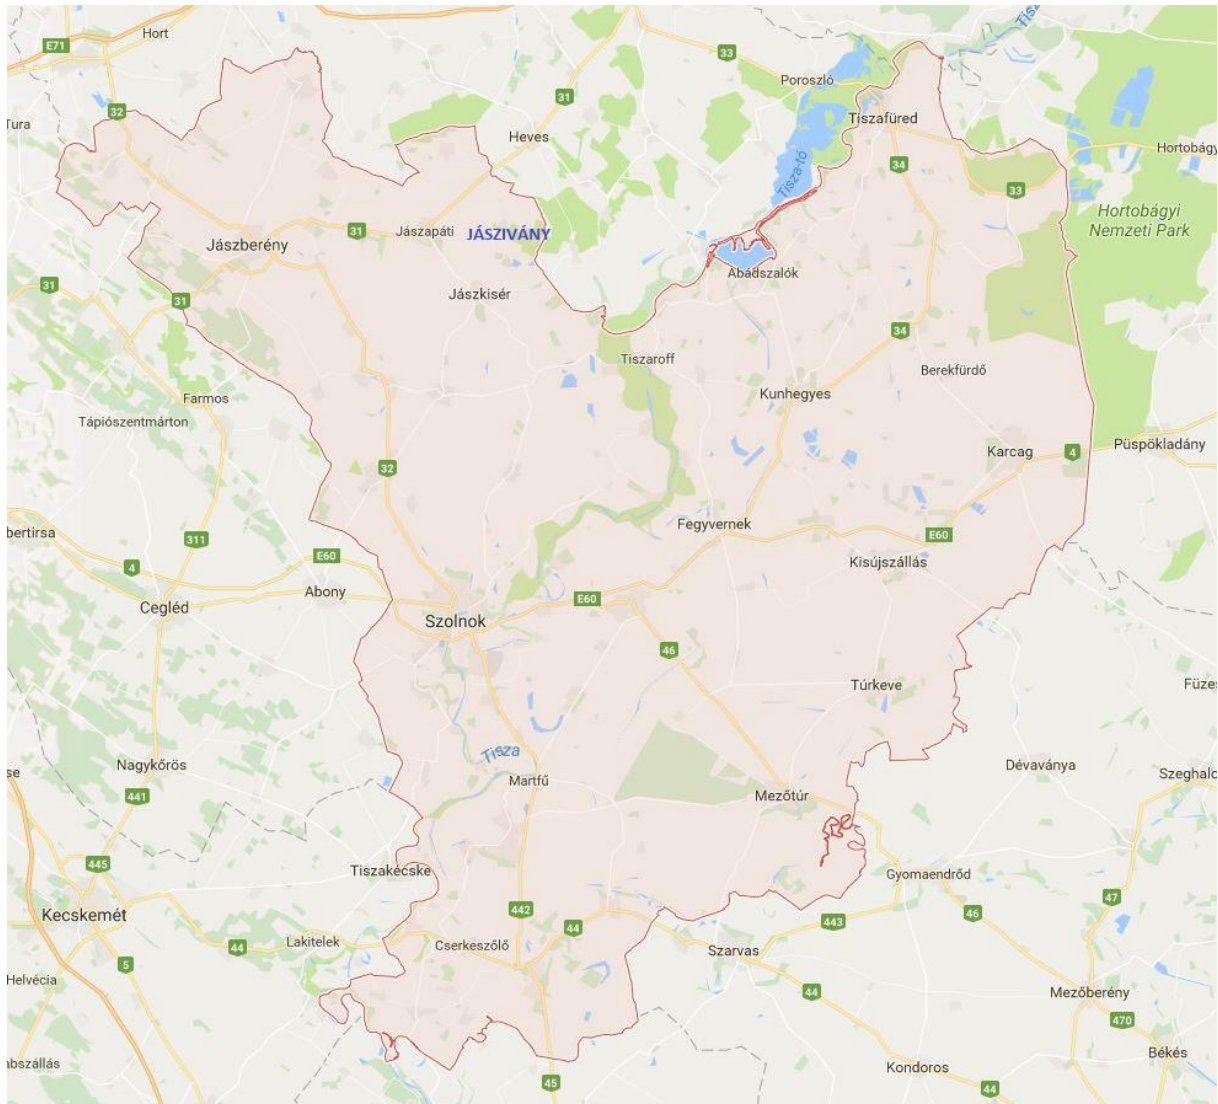 Hort
E71
33
Tisza
Poroszló
31
32
Tura
Tiszafüred
Heves
Hortobágy
34
33
Tisza-tó
Hortobágyi
Nemzeti Park
31
Jászapáti
JÁSZIVÁNY
Jászberény
Abádszalók
31
Jászkisér
31
34
Tiszaroff
Berekfürdő
Kunhegyes
Farmos
Tápiószentmárton
Püspökladány
Karcag
4
32
Fegyvernek
bertirsa
311
E60
E60
Kisújszállás
4
Abony
E60
Cegléd
Szolnok
46
Túrkeve
Füzes
Tisza
Nagykőrös
Dévaványa
se
Szeghalo
Martfű
441
Mezőtúr
445
Tiszakécske
Gyomaendrőd
47
Kecskemét
442
46
44
443
Lakitelek
44
Cserkeszőlő
Szarvas
5
Helvécia
44
Mezőberény
470
abszállás
Békés
Kondoros
45
44